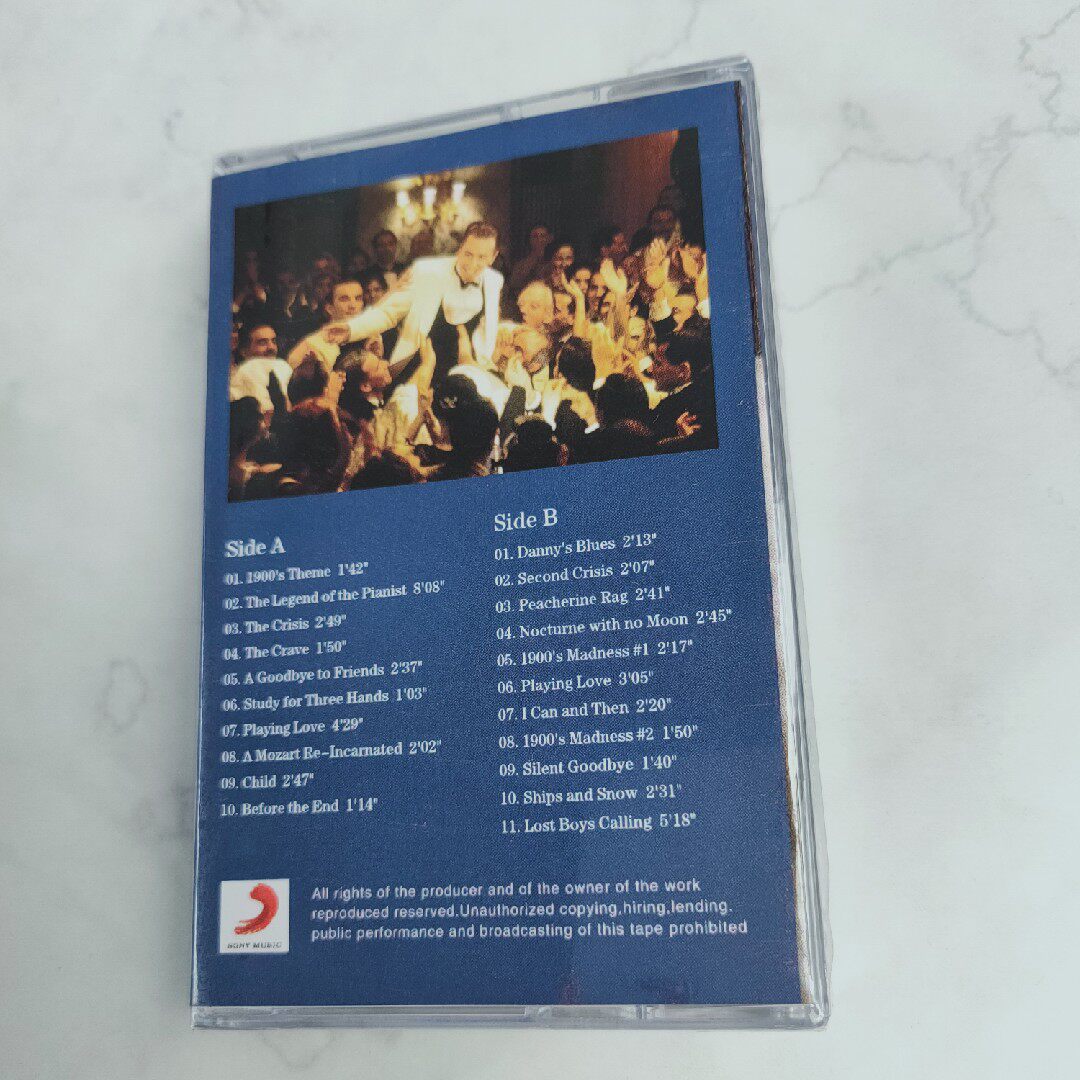 Side A
01. 1900's Theme 1'42"
02. The Legend of the Pianist 8'08"
03. The Crisis 2'49"
04. The Crave 1'50"
05. A Goodbye to Friends 2'37"
06. Study for Three Hands 1'03"
07. Playing Love 4'29"
08. A Mozart Re-Incarnated 2'02"
09. Child 2'47"
10. Before the End 1'14"
Side B
01. Danny's Blues 2'13"
02. Second Crisis 2'07"
03. Peacherine Rag 2'41"
04. Nocturne with no Moon 2'45"
05. 1900's Madness #1 2'17"
06. Playing Love 3'05"
07. I Can and Then 2'20"
08. 1900's Madness #2 1'50"
09. Silent Goodbye 1'40"
10. Ships and Snow 2'31"
11. Lost Boys Calling 5'18"
SONY MUSIC
All rights of the producer and of the owner of the work
reproduced reserved.Unauthorized copying,hiring,lending.
public performance and broadcasting of this tape prohibited